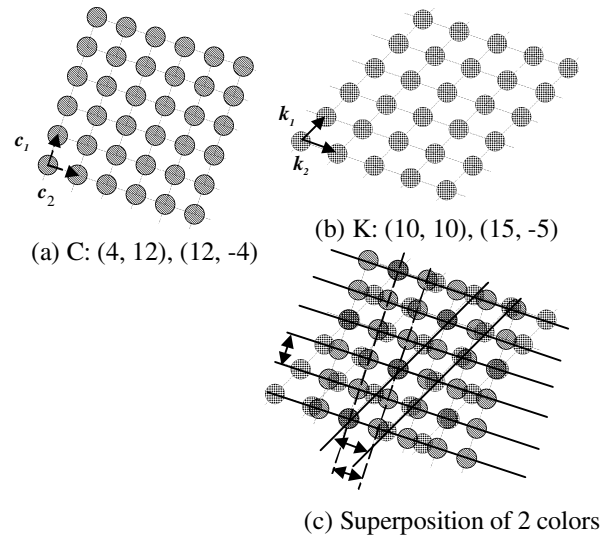 c1
c2
k1
k2
(a) C: (4, 12), (12, -4)
(b) K: (10, 10), (15, -5)
(c) Superposition of 2 colors